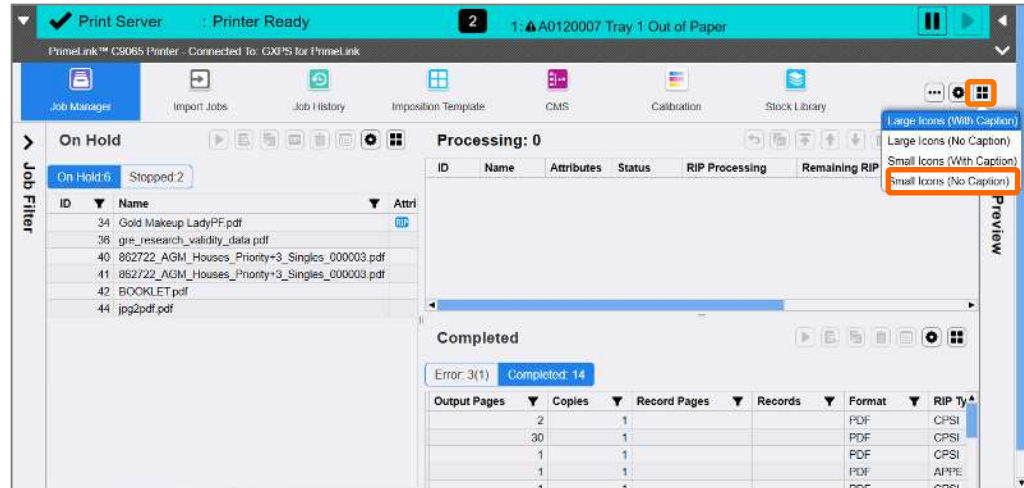 Print Server : Printer Ready 2 1: A0120007 Tray 1 Out of Paper
PrimeLink™ C9065 Printer - Connected To: GXPS for PrimeLink
Job Manager Import Jobs Job History Imposition Template CMS Calibration Stock Library
Large Icons (With Caption)
Large Icons (No Caption)
Small Icons (With Caption)
Small Icons (No Caption)
Job Filter
On Hold
On Hold:6 Stopped:2
ID Name Attri
34 Gold Makeup LadyPF.pdf RIP
36 gre_research_validity_data.pdf
40 862722_AGM_Houses_Priority+3_Singles_000003.pdf
41 862722_AGM_Houses_Priority+3_Singles_000003.pdf
42 BOOKLET.pdf
44 jpg2pdf.pdf
Processing: 0
ID Name Attributes Status RIP Processing Remaining RIP
Preview
Completed
Error: 3(1) Completed: 14
Output Pages Copies Record Pages Records Format RIP Ty
2 1 PDF CPSI
30 1 PDF CPSI
1 1 PDF CPSI
1 1 PDF APPE
1 1 PDF CPSI